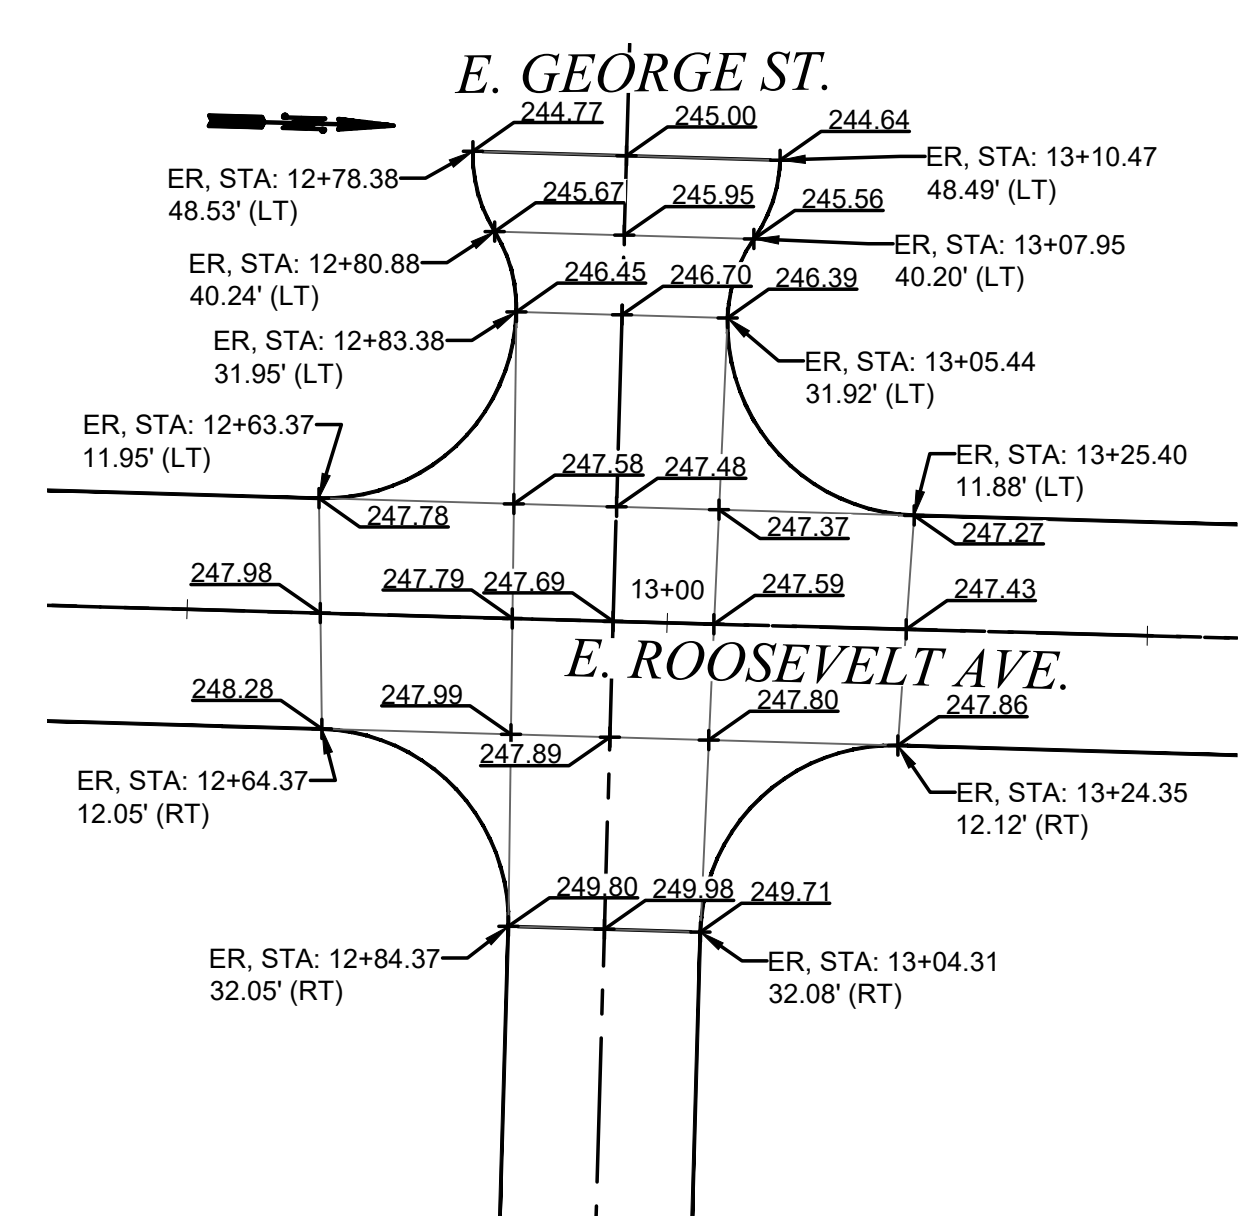 E. GEORGE ST.
244.77
245.00
244.64
ER, STA: 13+10.47
48.49' (LT)
ER, STA: 12+78.38
48.53' (LT)
245.67
245.95
245.56
ER, STA: 13+07.95
40.20' (LT)
ER, STA: 12+80.88
40.24' (LT)
246.45
246.70
246.39
ER, STA: 12+83.38
31.95' (LT)
ER, STA: 13+05.44
31.92' (LT)
ER, STA: 12+63.37
11.95' (LT)
247.58
247.48
ER, STA: 13+25.40
11.88' (LT)
247.78
247.37
247.27
247.98
247.79
247.69
13+00
247.59
247.43
E. ROOSEVELT AVE.
248.28
247.99
247.80
247.86
247.89
ER, STA: 12+64.37
12.05' (RT)
ER, STA: 13+24.35
12.12' (RT)
249.80
249.98
249.71
ER, STA: 12+84.37
32.05' (RT)
ER, STA: 13+04.31
32.08' (RT)